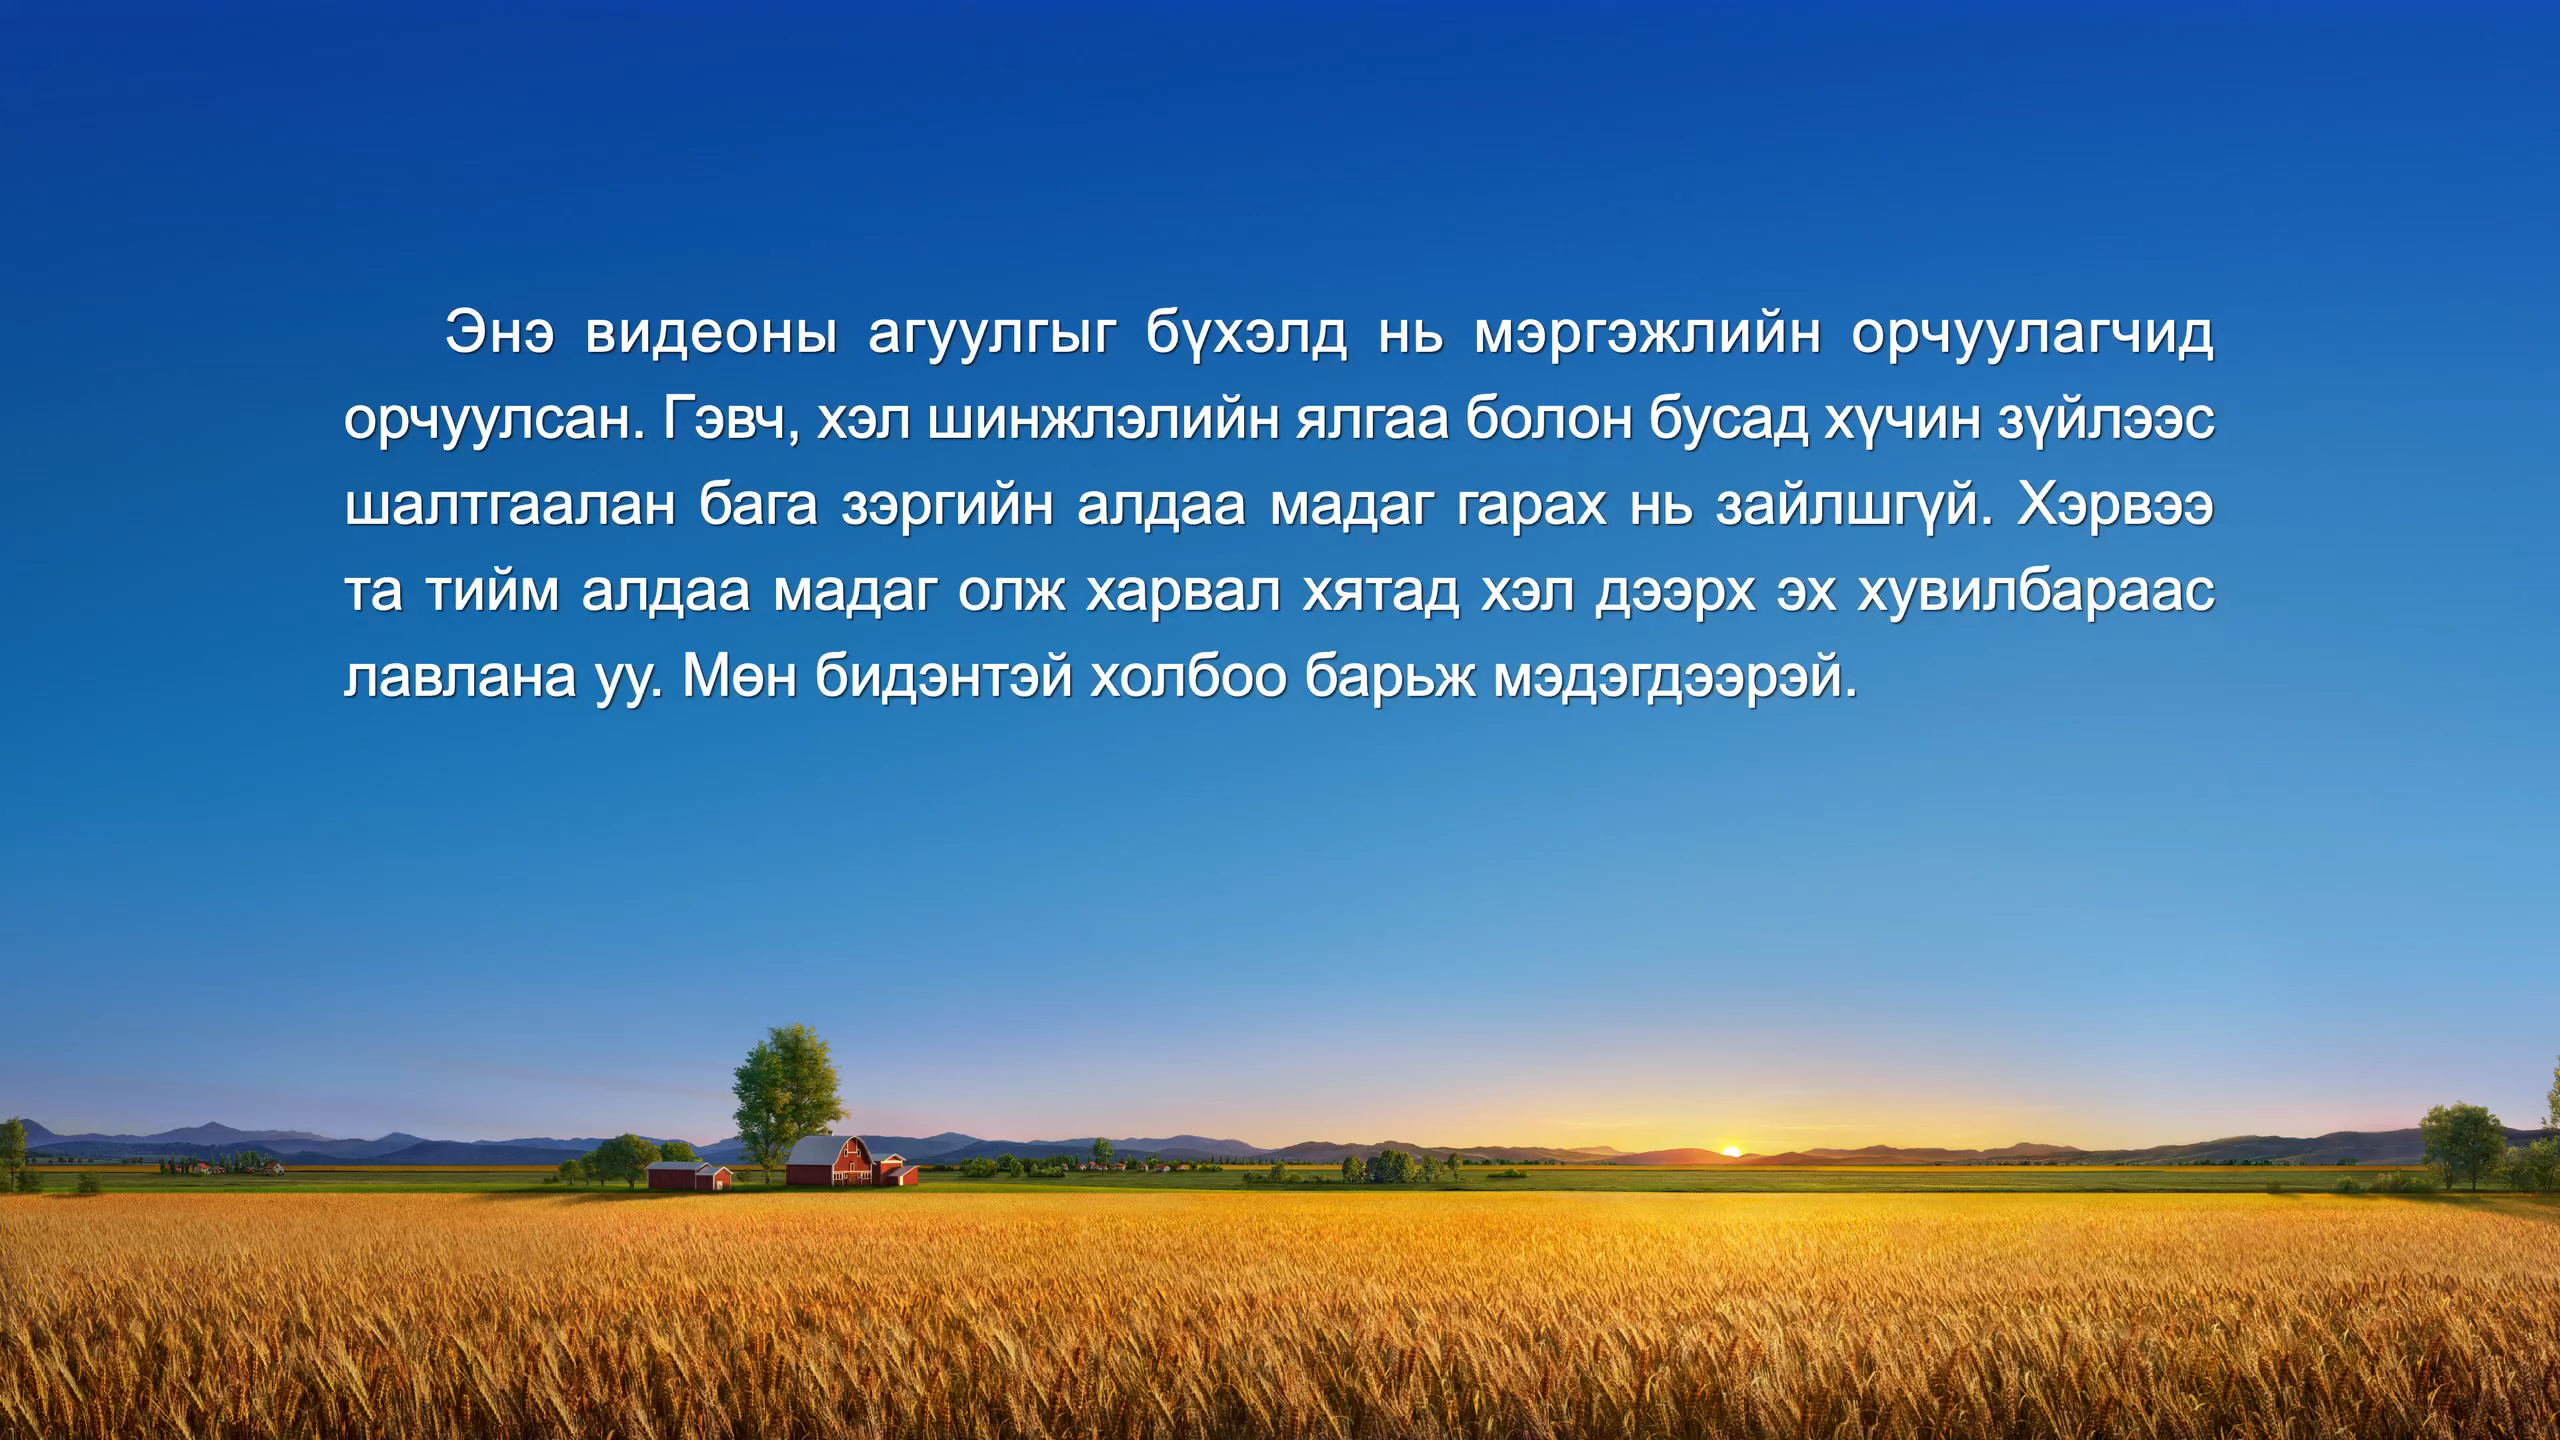 Энэ видеоны агуулгыг бүхэлд нь мэргэжлийн орчуулагчид
орчуулсан. Гэвч, хэл шинжлэлийн ялгаа болон бусад хүчин зүйлээс
шалтгаалан бага зэргийн алдаа мадаг гарах нь зайлшгүй. Хэрвээ
та тийм алдаа мадаг олж харвал хятад хэл дээрх эх хувилбараас
лавлана уу. Мөн бидэнтэй холбоо барьж мэдэгдээрэй.